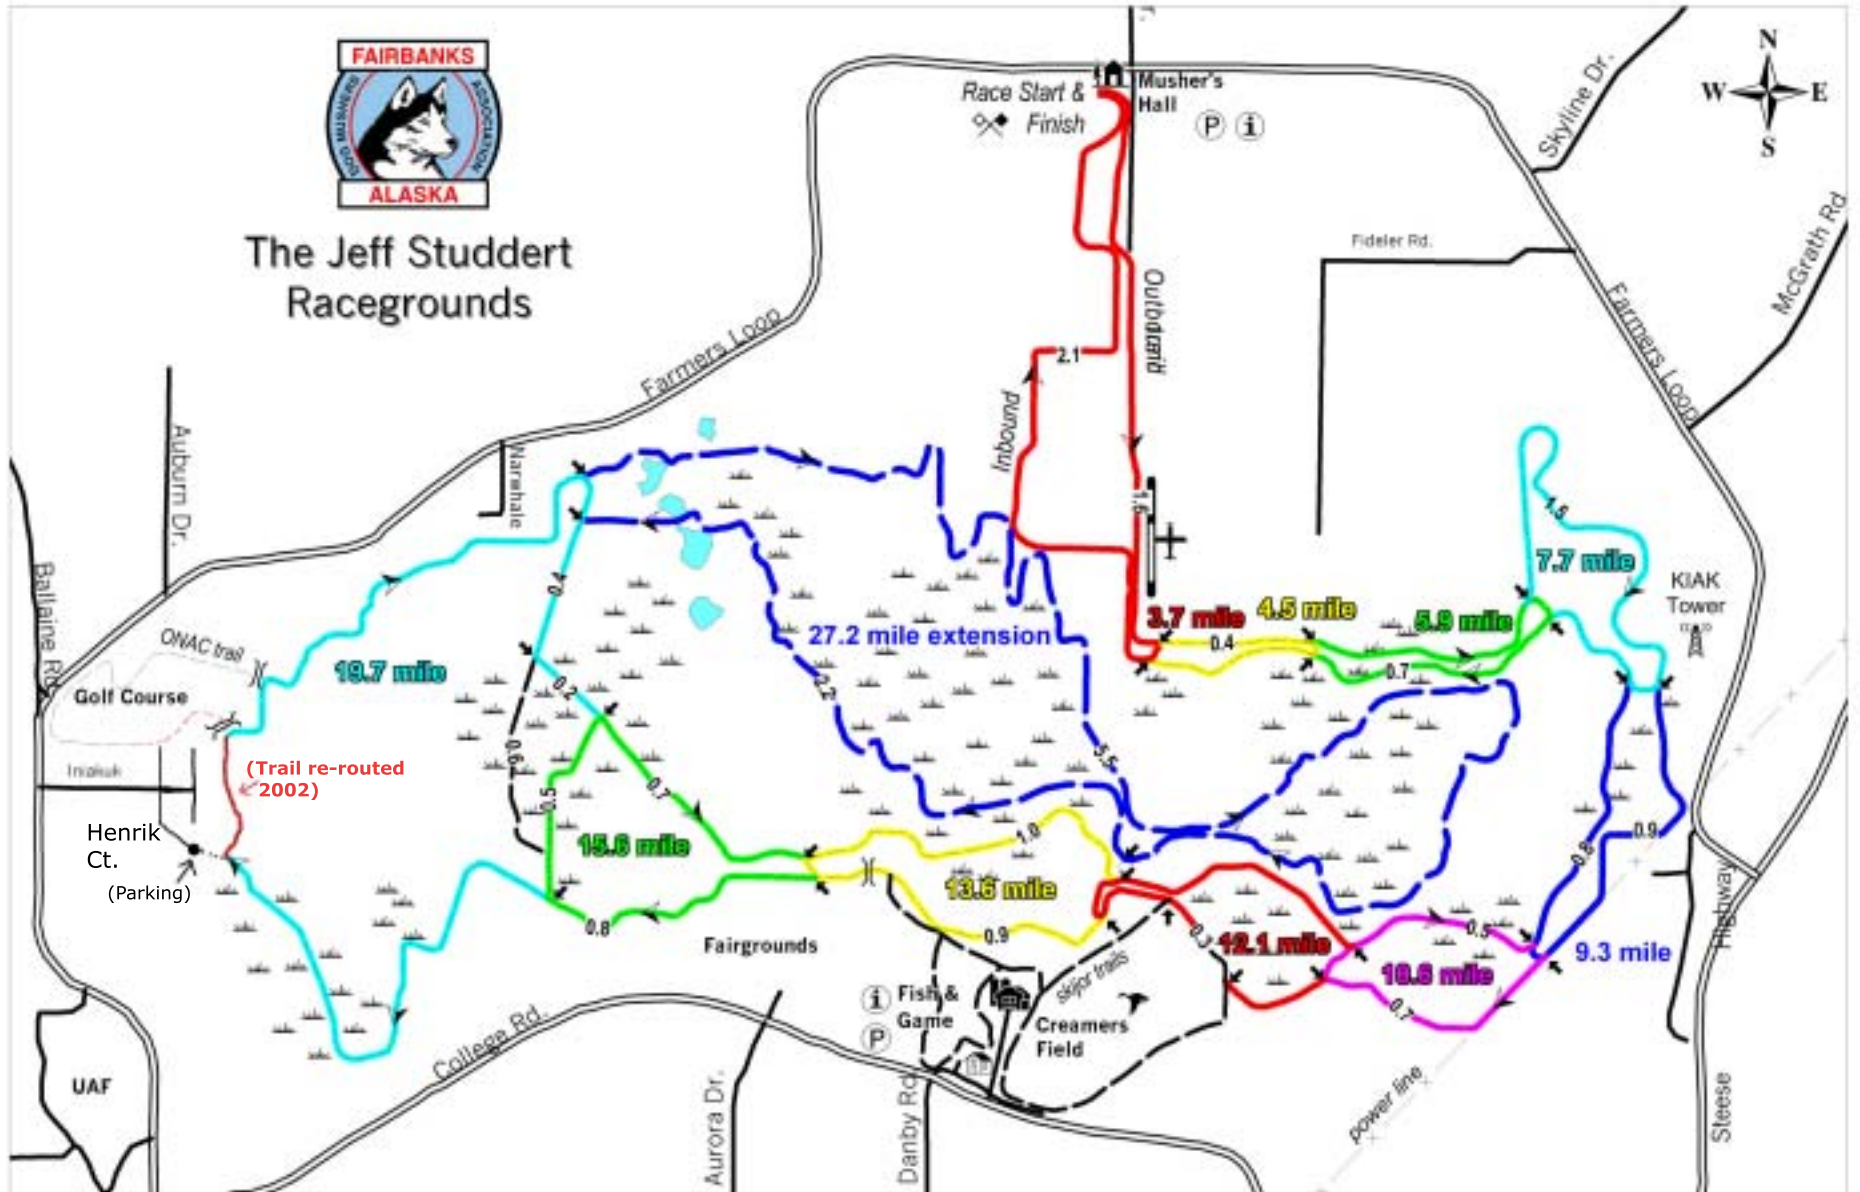 FAIRBANKS
DOG MUSHERS
ASSOCIATION
ALASKA
The Jeff Studdert
Racegrounds
Race Start &
Finish
Musher's
Hall
P
i
N
W
E
S
Skyline Dr.
McGrath Rd
Fideler Rd.
Farmers Loop
Farmers Loop
Inbound
2.1
1.6
Auburn Dr.
Narwhale
Ballaine Rd.
ONAC trail
Golf Course
19.7 mile
0.4
0.2
0.6
27.2 mile extension
2.2
5.5
3.7 mile
4.5 mile
5.9 mile
0.4
0.7
7.7 mile
1.5
KIAK
Tower
Iniakuk
(Trail re-routed
2002)
Henrik
Ct.
(Parking)
0.5
0.7
15.6 mile
0.8
1.0
13.6 mile
0.9
0.3
12.1 mile
0.5
10.6 mile
0.7
0.8
0.9
9.3 mile
Fairgrounds
skijor trails
i
Fish &
Game
P
Creamers
Field
College Rd.
UAF
Aurora Dr.
Danby Rd
power line
Highway
Steese